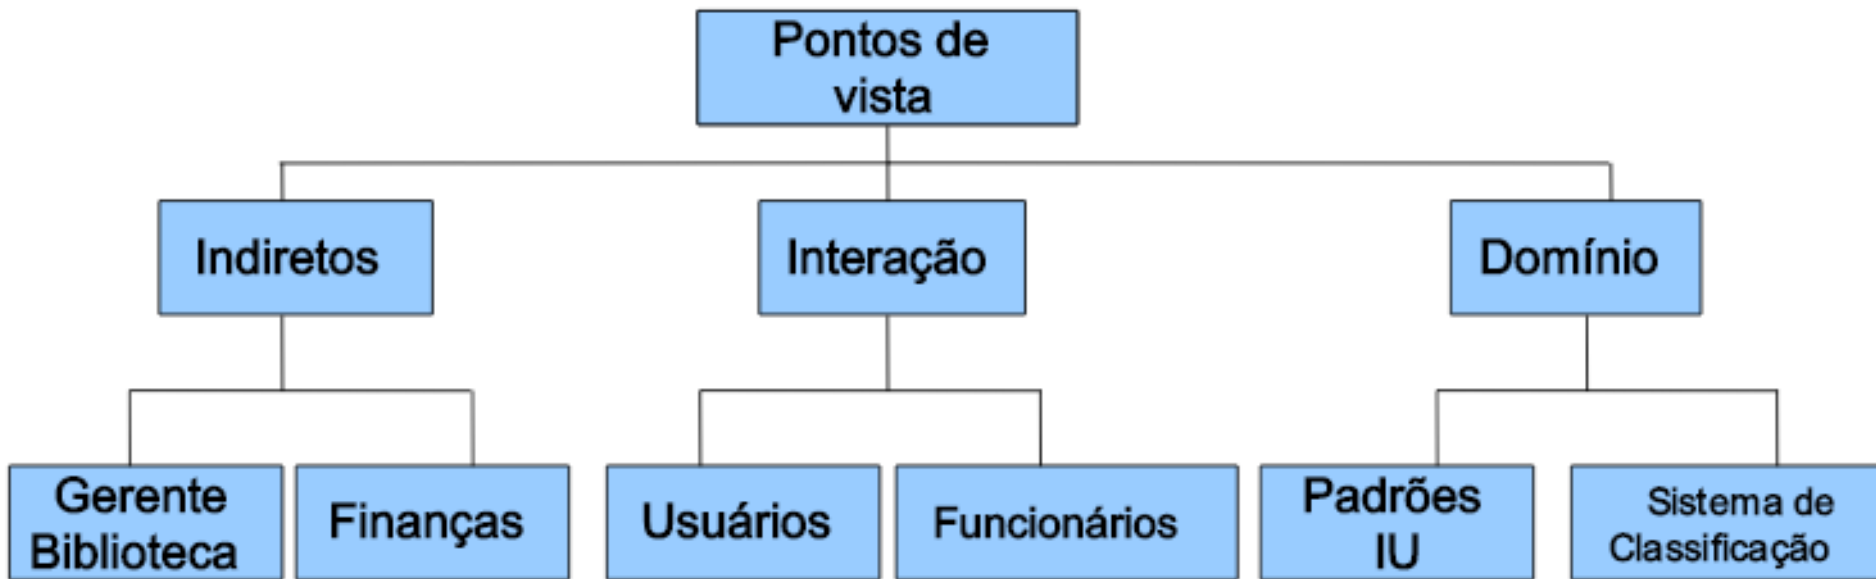 Pontos de
vista
Indiretos
Interação
Domínio
Gerente
Biblioteca
Finanças
Usuários
Funcionários
Padrões
IU
Sistema de
Classificação